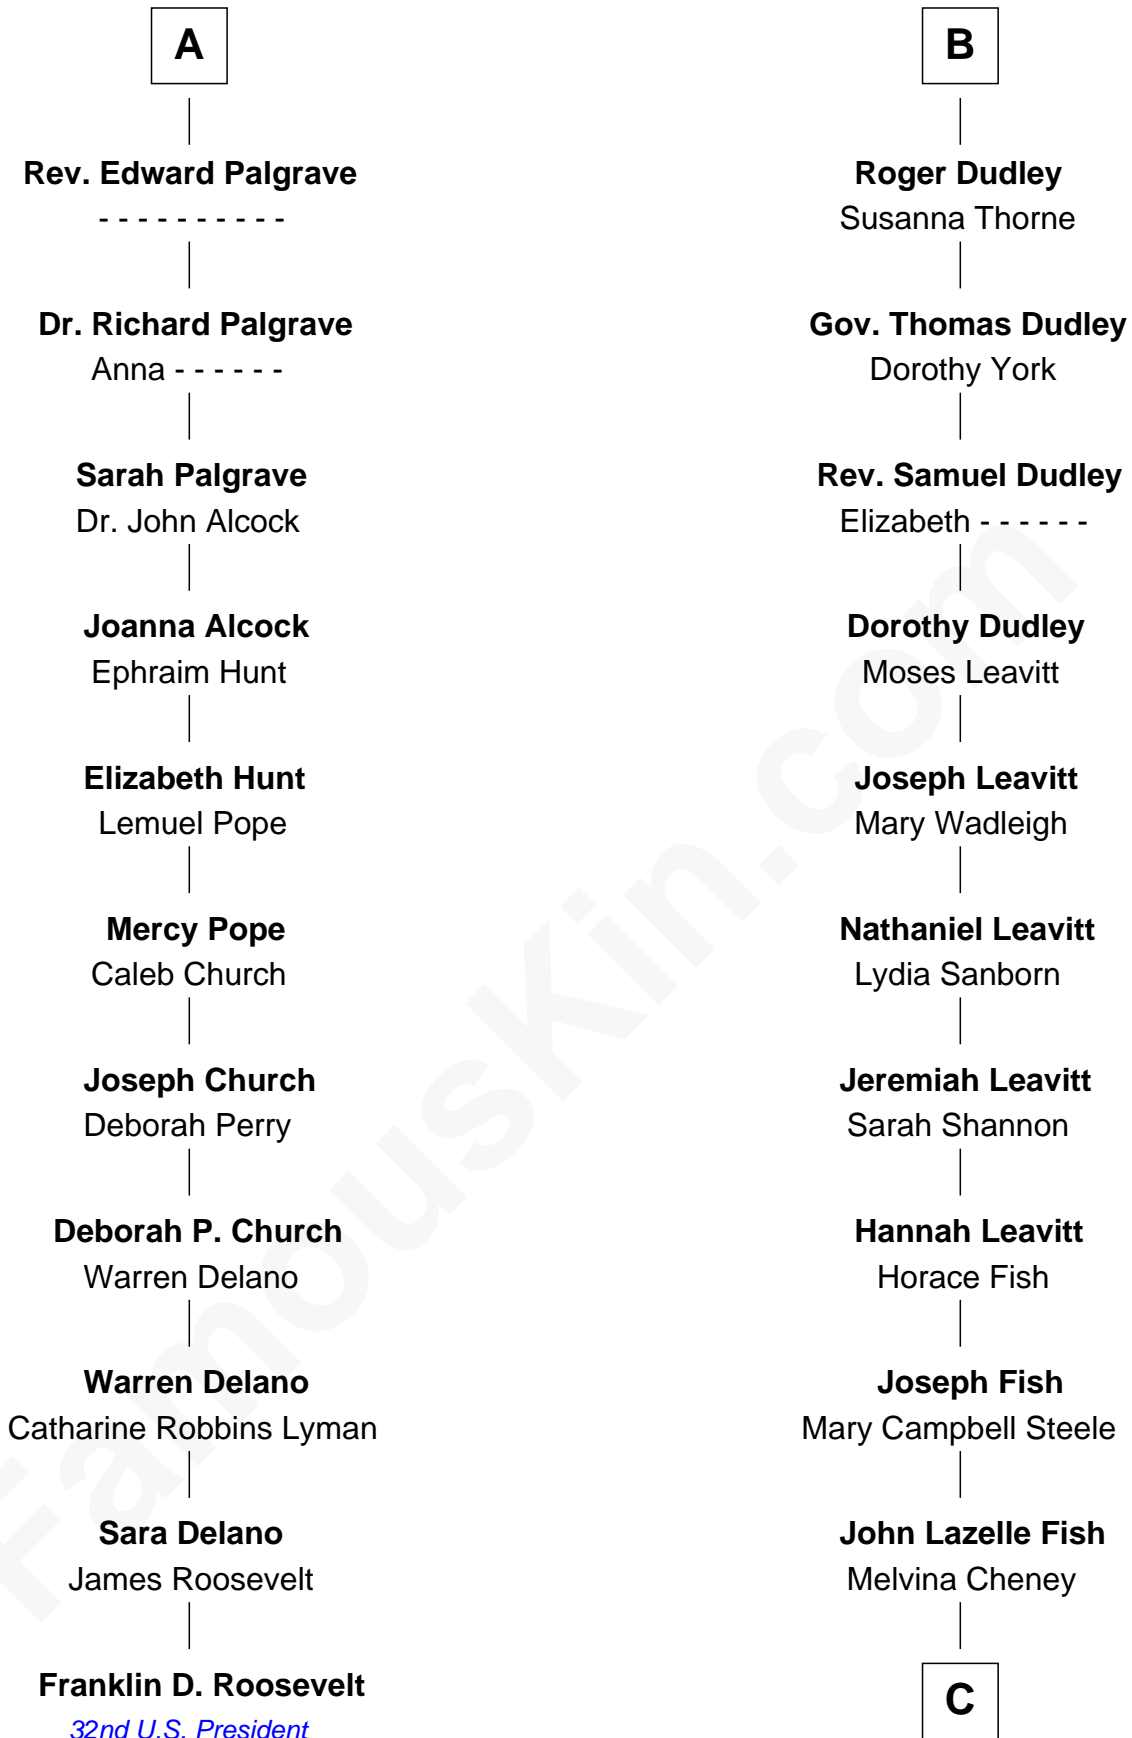 A
Rev. Edward Palgrave
- - - - - - - - - -
Dr. Richard Palgrave
Anna - - - - - -
Sarah Palgrave
Dr. John Alcock
Joanna Alcock
Ephraim Hunt
Elizabeth Hunt
Lemuel Pope
Mercy Pope
Caleb Church
Joseph Church
Deborah Perry
Deborah P. Church
Warren Delano
Warren Delano
Catharine Robbins Lyman
Sara Delano
James Roosevelt
Franklin D. Roosevelt
32nd U.S. President
B
Roger Dudley
Susanna Thorne
Gov. Thomas Dudley
Dorothy York
Rev. Samuel Dudley
Elizabeth - - - - - -
Dorothy Dudley
Moses Leavitt
Joseph Leavitt
Mary Wadleigh
Nathaniel Leavitt
Lydia Sanborn
Jeremiah Leavitt
Sarah Shannon
Hannah Leavitt
Horace Fish
Joseph Fish
Mary Campbell Steele
John Lazelle Fish
Melvina Cheney
C
FamousKin.com